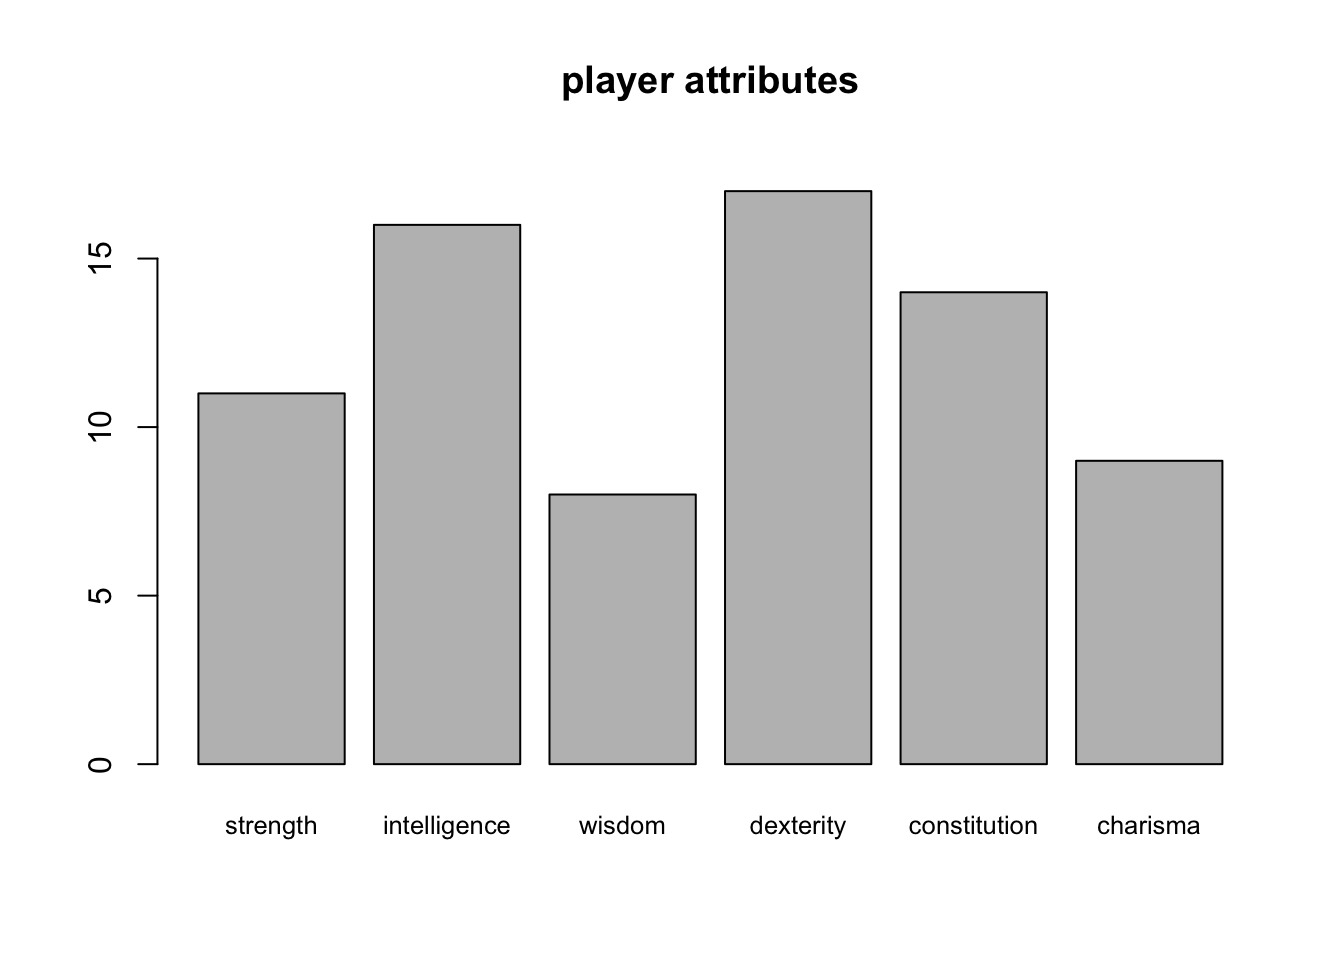 player attributes
15
10
5
0
strength intelligence wisdom dexterity constitution charisma